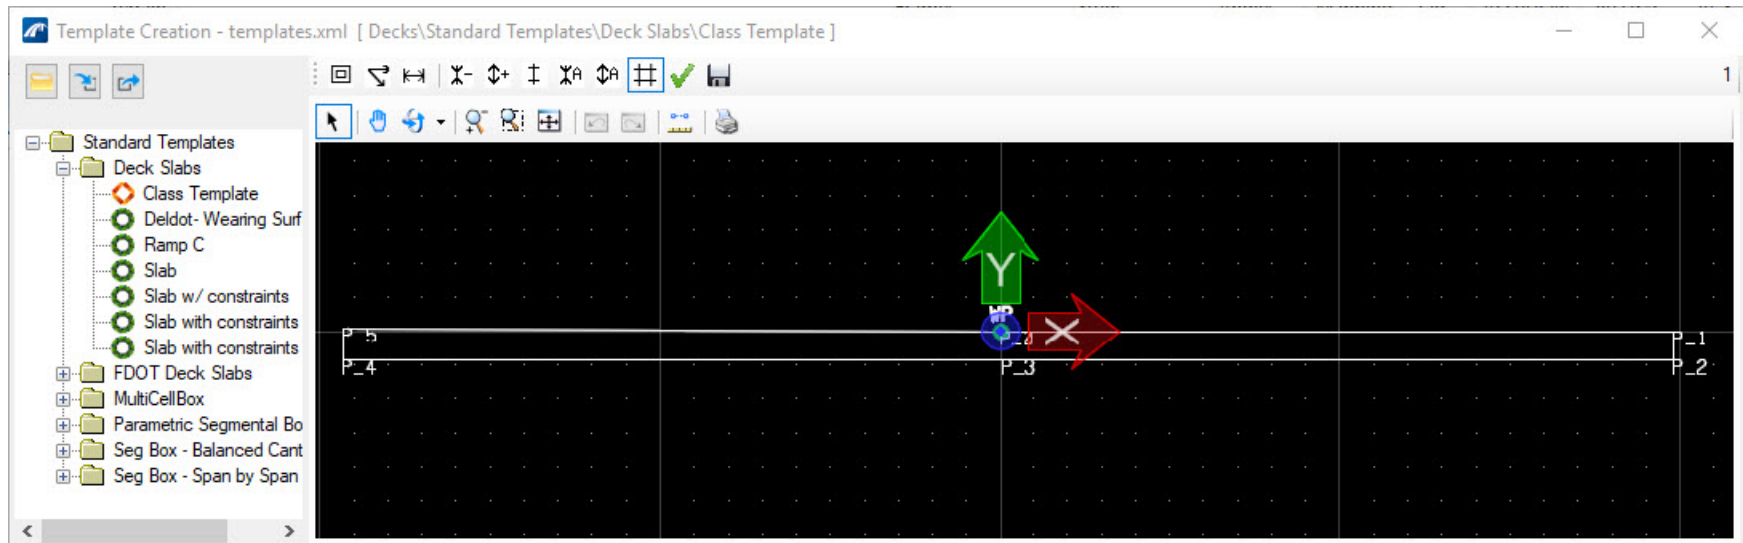 Template Creation - templates.xml [ Decks\Standard Templates\Deck Slabs\Class Template ]
1
Standard Templates
Deck Slabs
Class Template
Deldot- Wearing Surf
Ramp C
Slab
Slab w/ constraints
Slab with constraints
Slab with constraints
FDOT Deck Slabs
MultiCellBox
Parametric Segmental Bo
Seg Box - Balanced Cant
Seg Box - Span by Span
Y
X
P_5
P_1
P_4
P_3
P_2